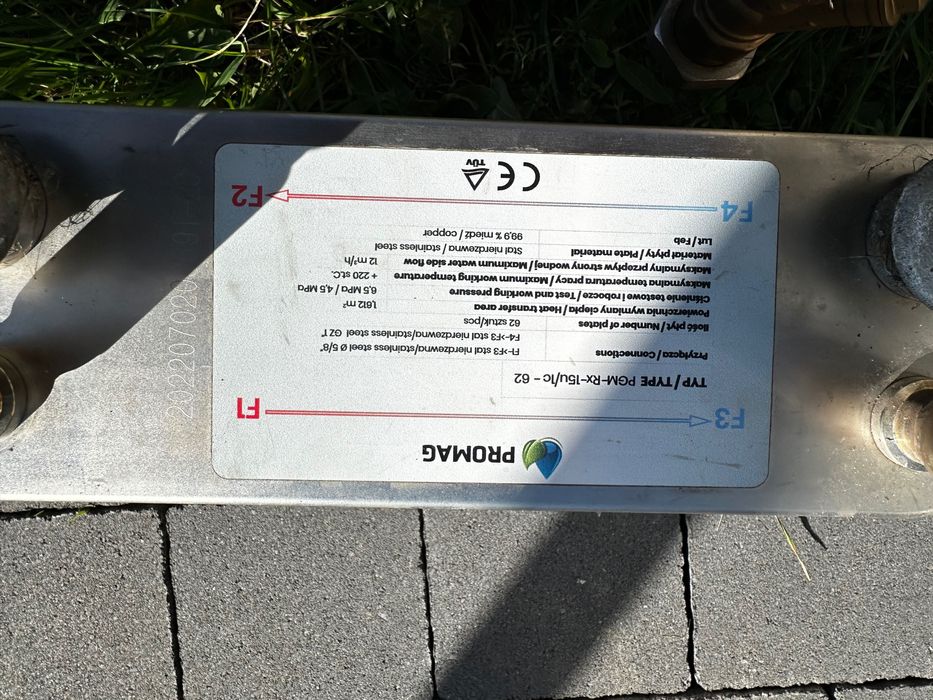 PROMAG
F3 F1
TYP / TYPE PGM-Rx-15u/1c - 62
Przyłącza / Connections F1->F3 stal nierdzewna/stainless steel Ø 5/8"
F4->F3 stal nierdzewna/stainless steel GZ 1"
Ilość płyt / Number of plates 62 sztuk/pcs
Powierzchnia wymiany ciepła / Heat transfer area 1,612 m²
Ciśnienie testowe i robocze / Test and working pressure 6,5 MPa / 4,5 MPa
Maksymalna temperatura pracy / Maximum working temperature + 220 st.C.
Maksymalny przepływ strony wodnej / Maximum water side flow 12 m³/h
Materiał płyty / Plate material Stal nierdzewna / stainless steel
Lut / Feb 99,9 % miedź / copper
F4 F2
CE TÜV